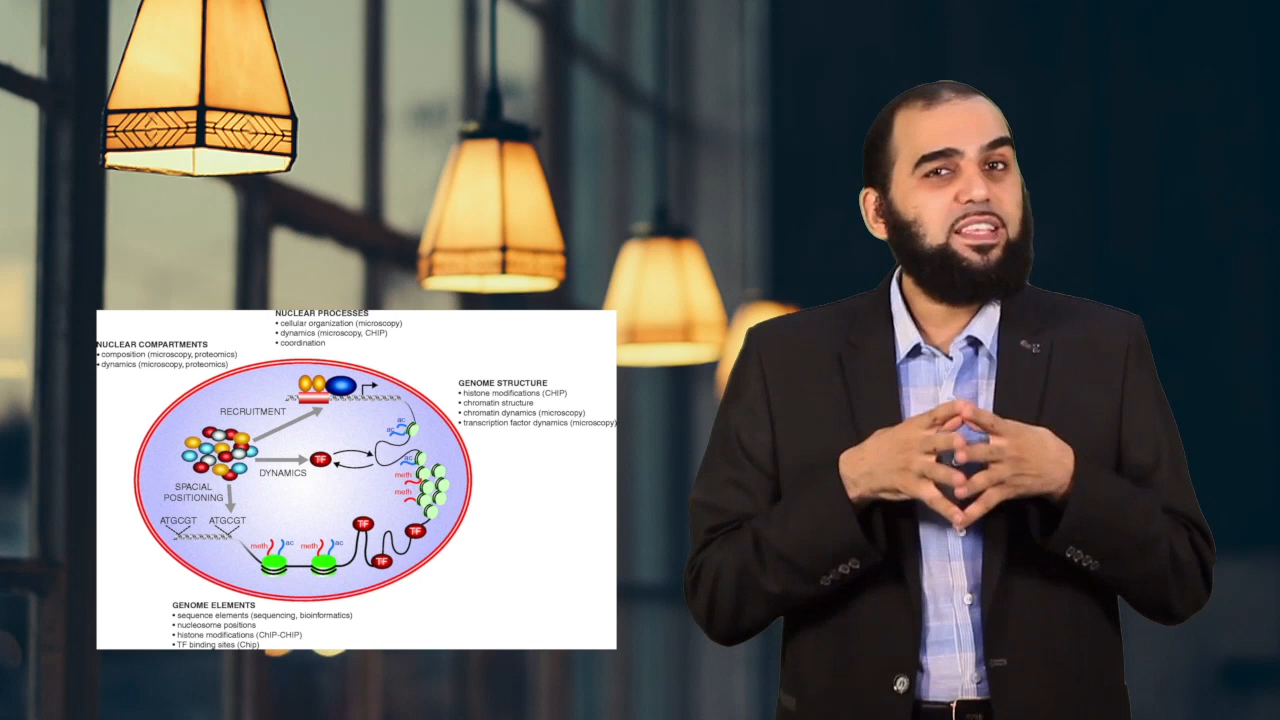 NUCLEAR PROCESSES
• cellular organization (microscopy)
• dynamics (microscopy, CHIP)
• coordination
NUCLEAR COMPARTMENTS
• composition (microscopy, proteomics)
• dynamics (microscopy, proteomics)
GENOME STRUCTURE
• histone modifications (CHIP)
• chromatin structure
• chromatin dynamics (microscopy)
• transcription factor dynamics (microscopy)
RECRUITMENT
ac
ac
TF
DYNAMICS
ac
meth
meth
SPACIAL
POSITIONING
ATGCGT ATGCGT
TF
TF
TF
meth ac meth ac
GENOME ELEMENTS
• sequence elements (sequencing, bioinformatics)
• nucleosome positions
• histone modifications (ChIP-CHIP)
• TF binding sites (Chip)